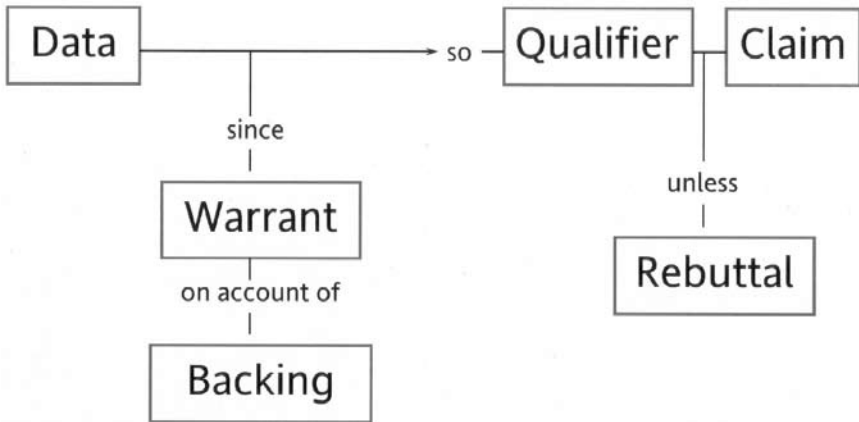 Data
so
Qualifier
Claim
since
unless
Warrant
Rebuttal
on account of
Backing